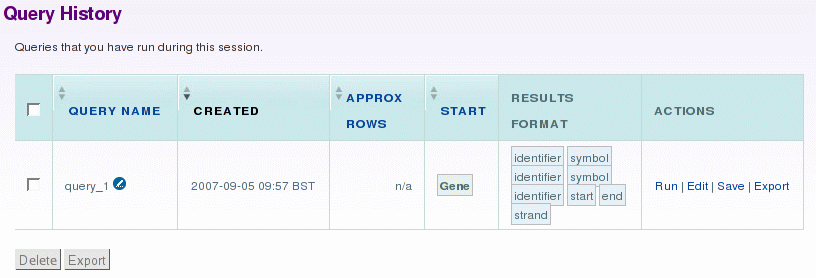 Query History
Queries that you have run during this session.
QUERY NAME CREATED APPROX ROWS START RESULTS FORMAT ACTIONS
query_1 2007-09-05 09:57 BST n/a Gene identifier symbol Run | Edit | Save | Export
identifier symbol
identifier start end
strand
Delete Export